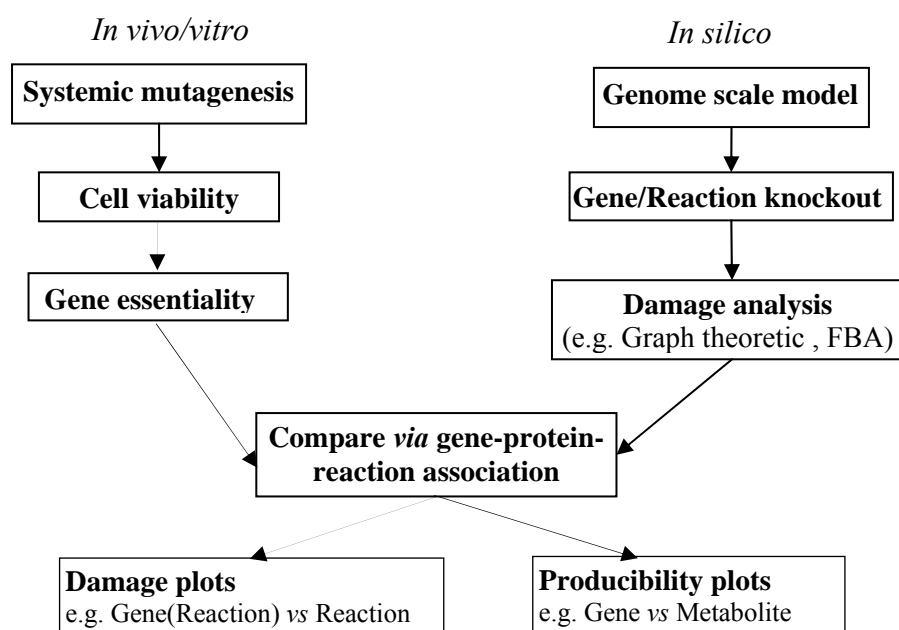 In vivo/vitro
In silico
Systemic mutagenesis
Genome scale model
Cell viability
Gene/Reaction knockout
Gene essentiality
Damage analysis
(e.g. Graph theoretic , FBA)
Compare via gene-protein-
reaction association
Damage plots
e.g. Gene(Reaction) vs Reaction
Producibility plots
e.g. Gene vs Metabolite